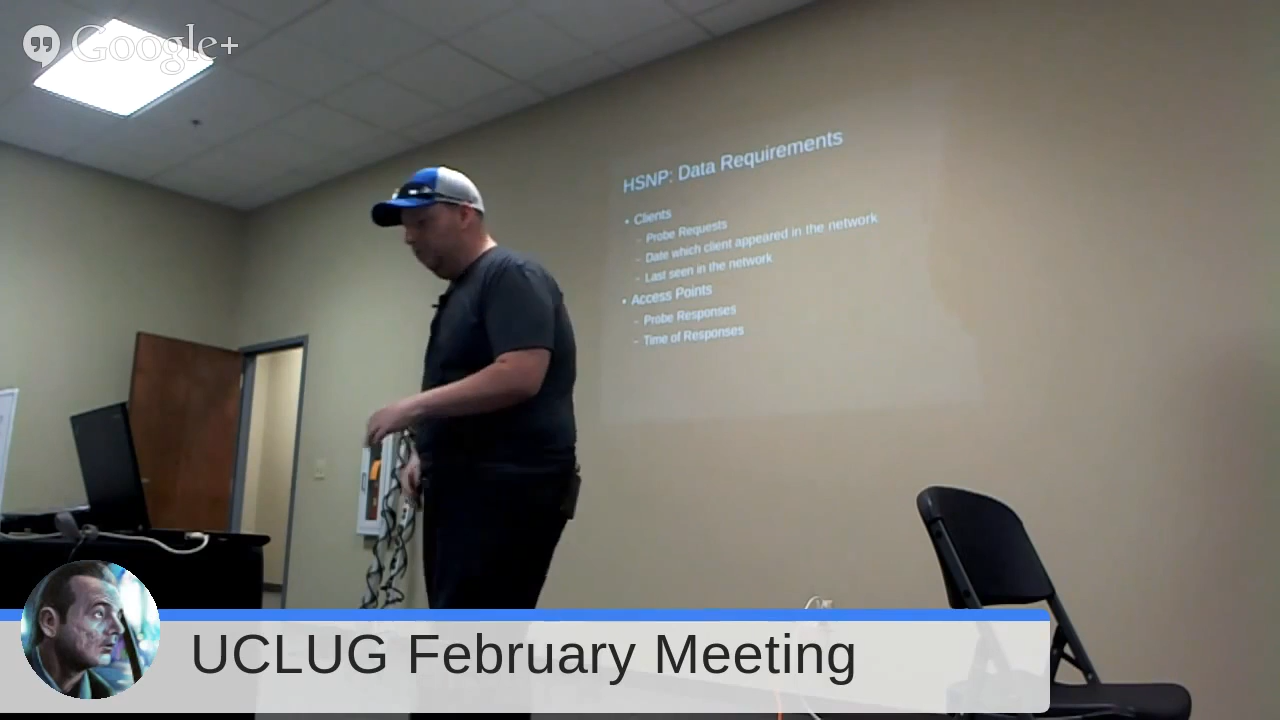 Google+
HSNP: Data Requirements
• Clients
- Probe Requests
- Date which client appeared in the network
- Last seen in the network
• Access Points
- Probe Responses
- Time of Responses
UCLUG February Meeting